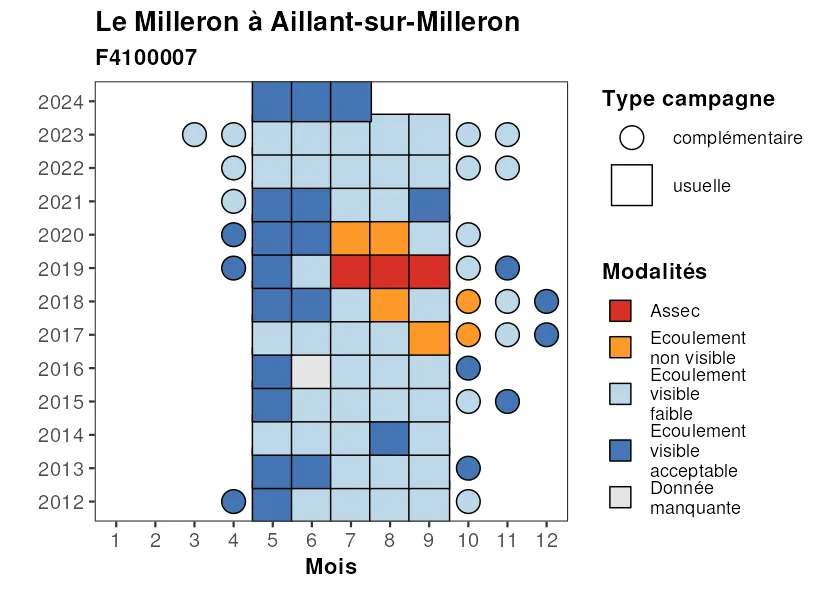 Le Milleron à Aillant-sur-Milleron
F4100007
2024
2023
2022
2021
2020
2019
2018
2017
2016
2015
2014
2013
2012
1 2 3 4 5 6 7 8 9 10 11 12
Mois
Type campagne
complémentaire
usuelle
Modalités
Assec
Ecoulement
non visible
Ecoulement
visible
faible
Ecoulement
visible
acceptable
Donnée
manquante